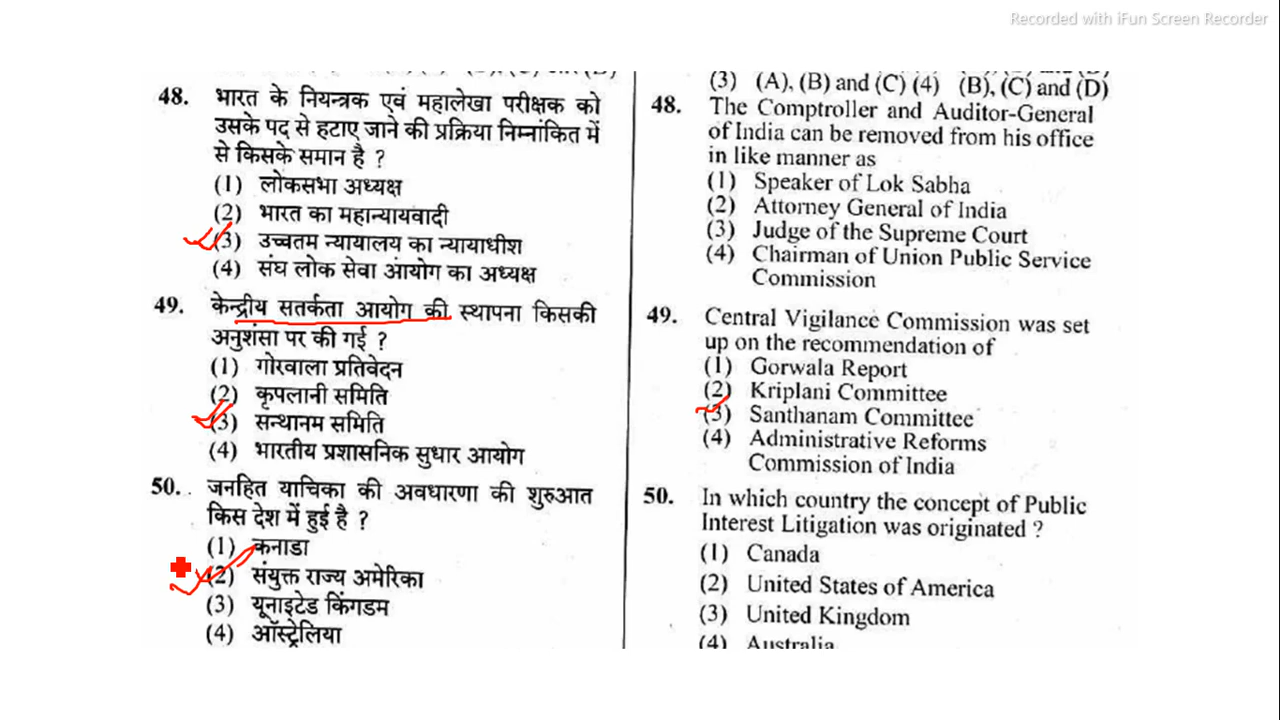 Recorded with iFun Screen Recorder
48. भारत के नियन्त्रक एवं महालेखा परीक्षक को
उसके पद से हटाए जाने की प्रक्रिया निम्नांकित में
से किसके समान है ?
(1) लोकसभा अध्यक्ष
(2) भारत का महान्यायवादी
(3) उच्चतम न्यायालय का न्यायाधीश
(4) संघ लोक सेवा आयोग का अध्यक्ष
49. केन्द्रीय सतर्कता आयोग की स्थापना किसकी
अनुशंसा पर की गई ?
(1) गोरवाला प्रतिवेदन
(2) कृपलानी समिति
(3) सन्थानम समिति
(4) भारतीय प्रशासनिक सुधार आयोग
50. जनहित याचिका की अवधारणा की शुरुआत
किस देश में हुई है ?
(1) कनाडा
(2) संयुक्त राज्य अमेरिका
(3) यूनाइटेड किंगडम
(4) ऑस्ट्रेलिया
(3) (A), (B) and (C) (4) (B), (C) and (D)
48. The Comptroller and Auditor-General
of India can be removed from his office
in like manner as
(1) Speaker of Lok Sabha
(2) Attorney General of India
(3) Judge of the Supreme Court
(4) Chairman of Union Public Service
Commission
49. Central Vigilance Commission was set
up on the recommendation of
(1) Gorwala Report
(2) Kriplani Committee
(3) Santhanam Committee
(4) Administrative Reforms
Commission of India
50. In which country the concept of Public
Interest Litigation was originated ?
(1) Canada
(2) United States of America
(3) United Kingdom
(4) Australia